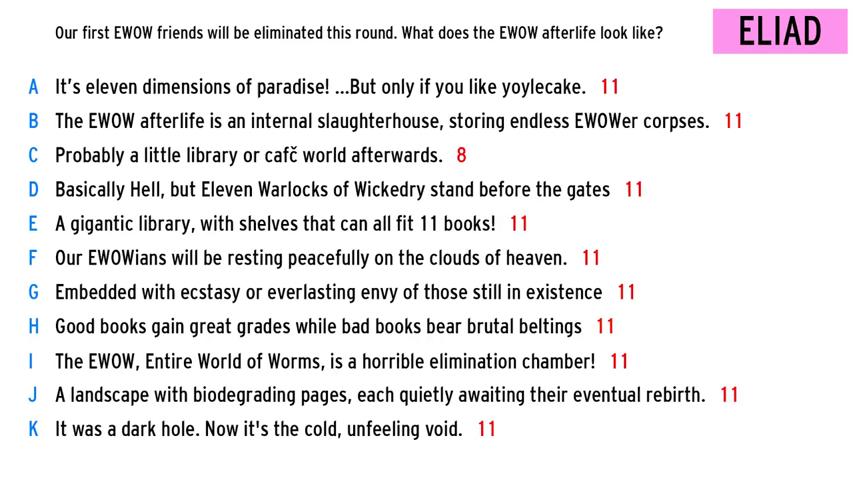 Our first EWOW friends will be eliminated this round. What does the EWOW afterlife look like?
ELIAD
A It's eleven dimensions of paradise! ...But only if you like yoylecake. 11
B The EWOW afterlife is an internal slaughterhouse, storing endless EWOWer corpses. 11
C Probably a little library or cafč world afterwards. 8
D Basically Hell, but Eleven Warlocks of Wickedry stand before the gates 11
E A gigantic library, with shelves that can all fit 11 books! 11
F Our EWOWians will be resting peacefully on the clouds of heaven. 11
G Embedded with ecstasy or everlasting envy of those still in existence 11
H Good books gain great grades while bad books bear brutal beltings 11
I The EWOW, Entire World of Worms, is a horrible elimination chamber! 11
J A landscape with biodegrading pages, each quietly awaiting their eventual rebirth. 11
K It was a dark hole. Now it's the cold, unfeeling void. 11